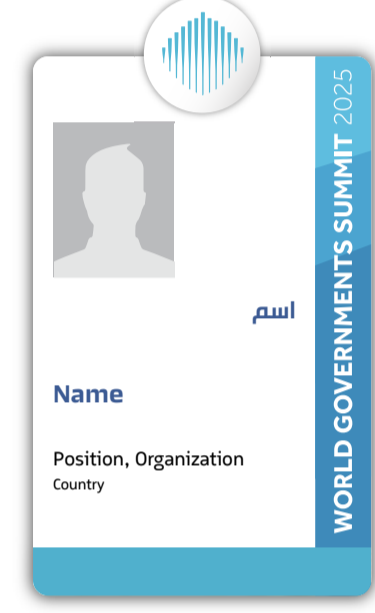 اسم
Name
Position, Organization
Country
WORLD GOVERNMENTS SUMMIT 2025